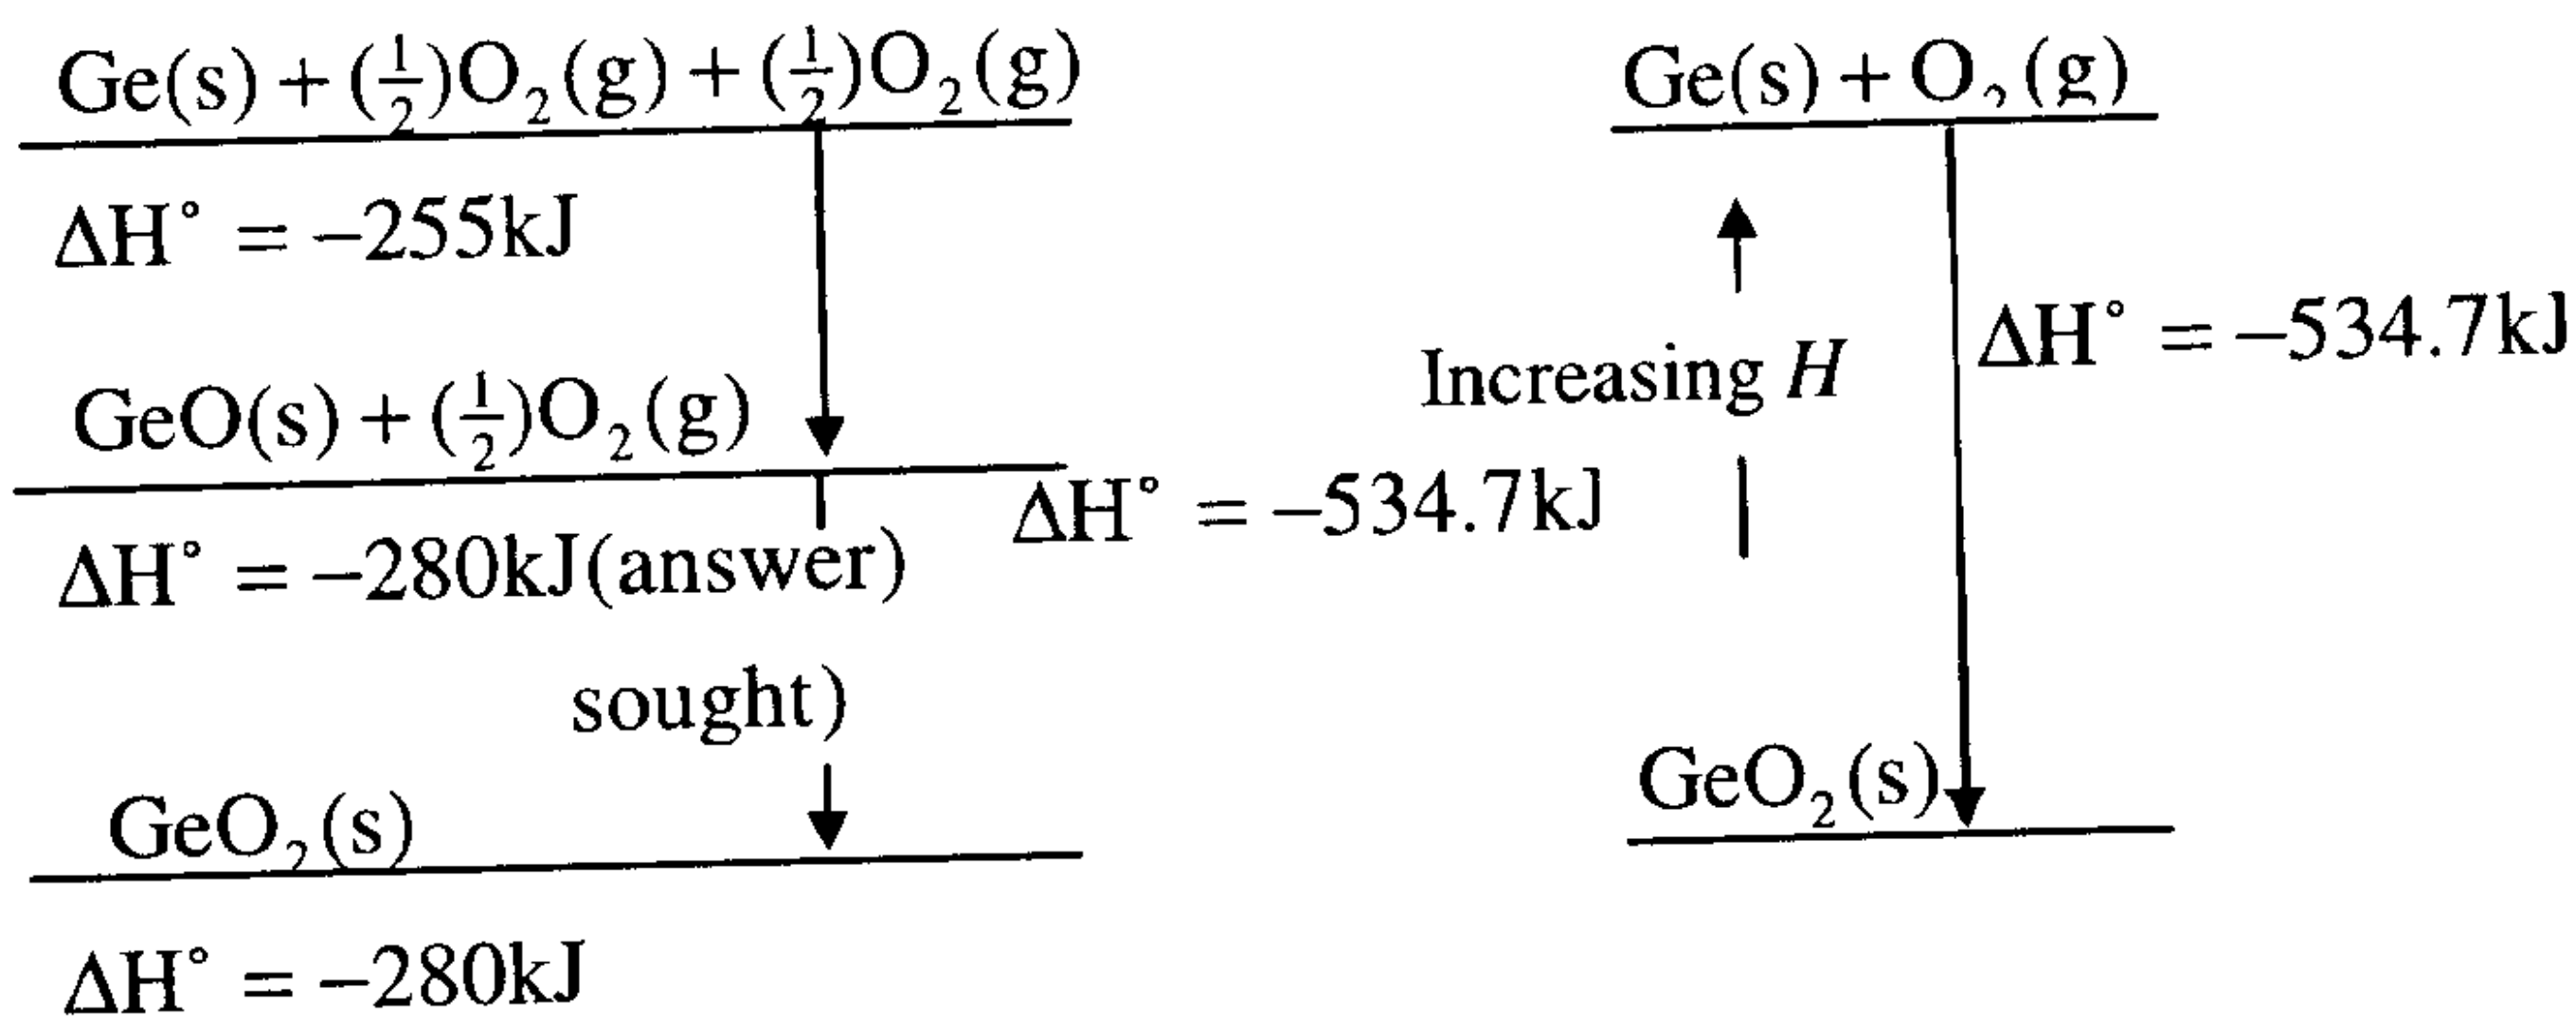 Ge(s) + (1/2)O₂(g) + (1/2)O₂(g)
ΔH° = –255kJ
GeO(s) + (1/2)O₂(g)
ΔH° = –280kJ(answer)
sought)
GeO₂(s)
ΔH° = –280kJ
ΔH° = –534.7kJ
Ge(s) + O₂(g)
Increasing H
ΔH° = –534.7kJ
GeO₂(s)